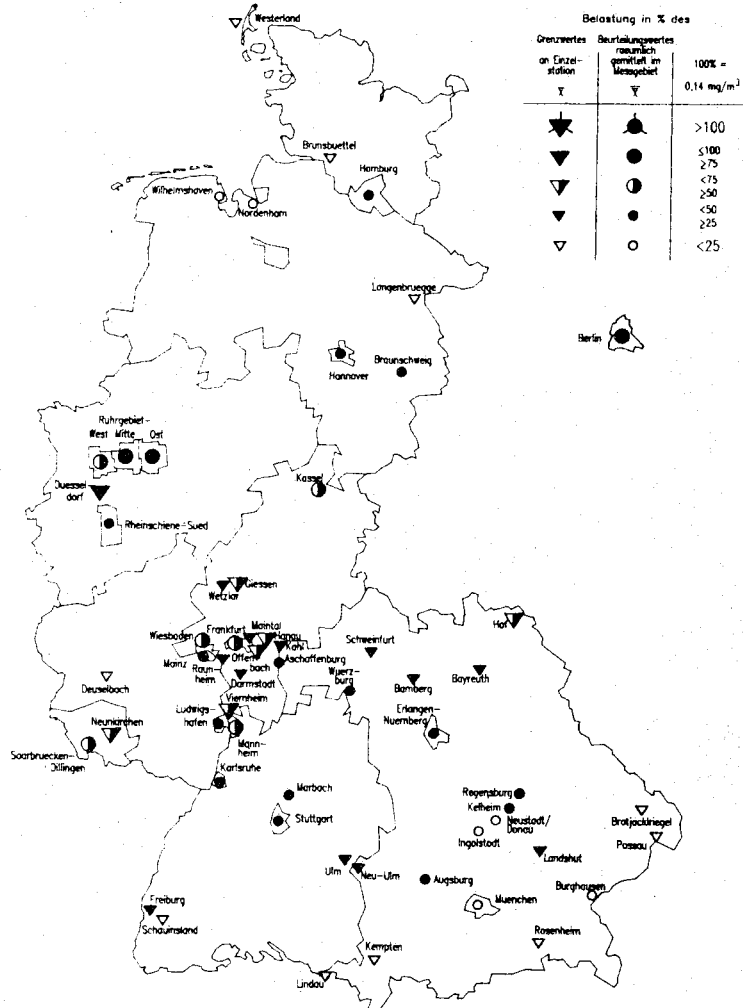 Westerland
Belastung in % des
Grenzwertes
an Einzel-
station
Beurteilungswertes
raeumlich
gemittelt im
Messgebiet
100% =
0.14 mg/m³
>100
≤100
≥75
<75
≥50
<50
≥25
<25
Brunsbuettel
Hamburg
Wilhelmshaven
Nordenham
Langenbruegge
Berlin
Hannover
Braunschweig
Ruhrgebiet-
West Mitte Ost
Duessel
dorf
Kassel
Rheinschiene-Sued
Wetzlar
Giessen
Wiesbaden
Frankfurt
Maintal
Hanau
Kahl
Mainz
Raun-
heim
Offen
bach
Aschaffenburg
Darmstadt
Schweinfurt
Hof
Wuerz-
burg
Bamberg
Bayreuth
Deuselbach
Viernheim
Ludwigs-
hafen
Mann-
heim
Erlangen-
Nuernberg
Neunkirchen
Saarbruecken-
Dillingen
Karlsruhe
Marbach
Stuttgart
Regensburg
Kelheim
Neustadt/
Donau
Ingolstadt
Brotjacklriegel
Passau
Landshut
Ulm
Neu-Ulm
Augsburg
Burghausen
Muenchen
Freiburg
Schauinsland
Rosenheim
Kempten
Lindau